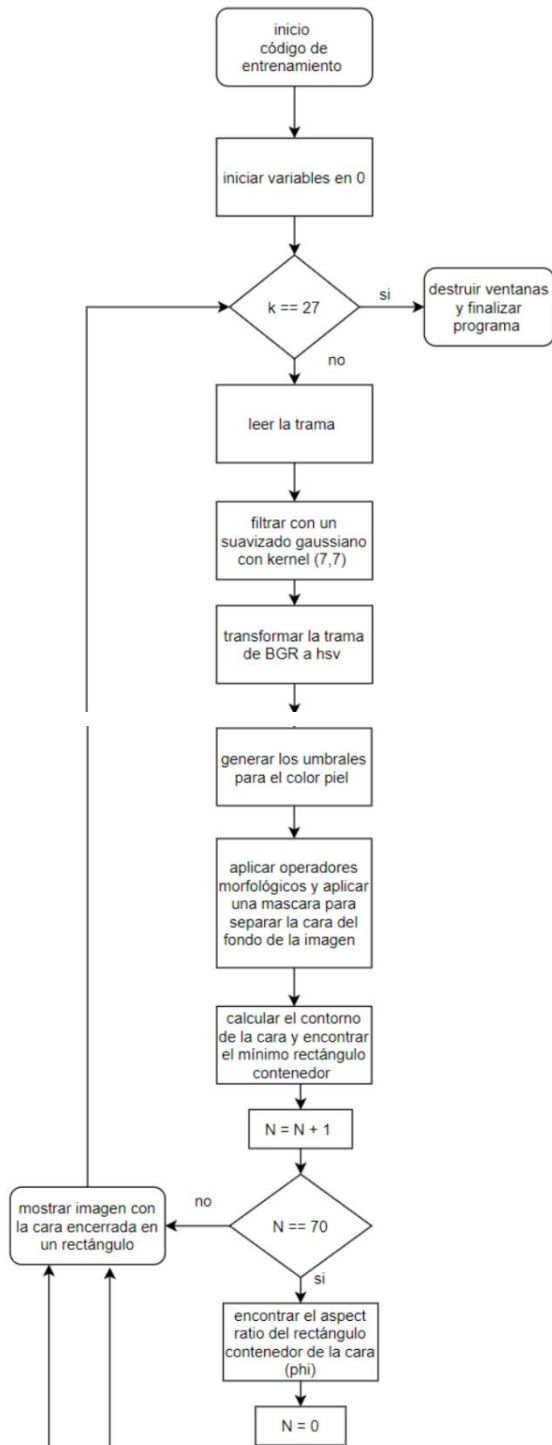 inicio
código de
entrenamiento
iniciar variables en 0
k == 27
si
destruir ventanas
y finalizar
programa
no
leer la trama
filtrar con un
suavizado gaussiano
con kernel (7,7)
transformar la trama
de BGR a hsv
generar los umbrales
para el color piel
aplicar operadores
morfológicos y aplicar
una mascara para
separar la cara del
fondo de la imagen
calcular el contorno
de la cara y encontrar
el mínimo rectángulo
contenedor
N = N + 1
N == 70
no
mostrar imagen con
la cara encerrada en
un rectángulo
si
encontrar el aspect
ratio del rectángulo
contenedor de la cara
(phi)
N = 0